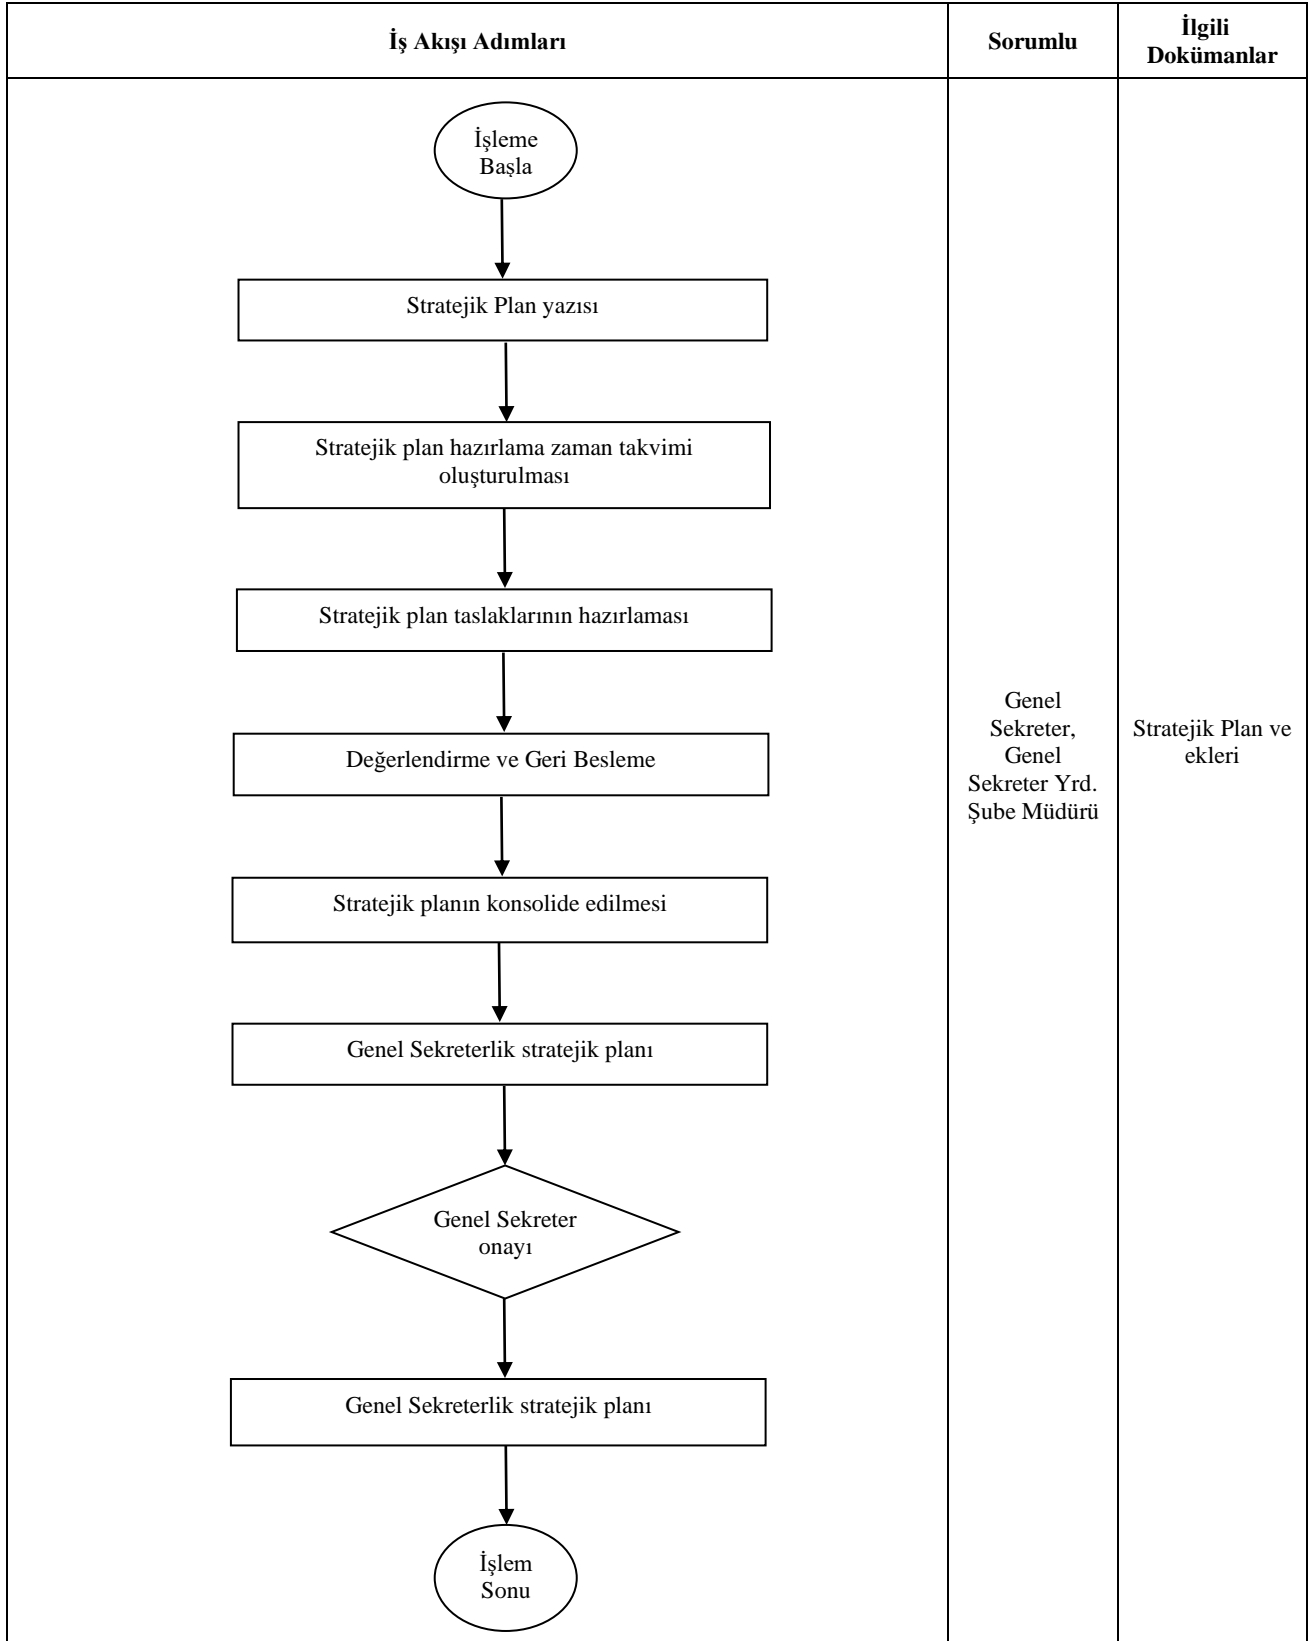 İş Akışı Adımları
Sorumlu
İlgili
Dokümanlar
İşleme
Başla
Stratejik Plan yazısı
Stratejik plan hazırlama zaman takvimi
oluşturulması
Stratejik plan taslaklarının hazırlaması
Değerlendirme ve Geri Besleme
Stratejik planın konsolide edilmesi
Genel Sekreterlik stratejik planı
Genel Sekreter
onayı
Genel Sekreterlik stratejik planı
İşlem
Sonu
Genel
Sekreter,
Genel
Sekreter Yrd.
Şube Müdürü
Stratejik Plan ve
ekleri